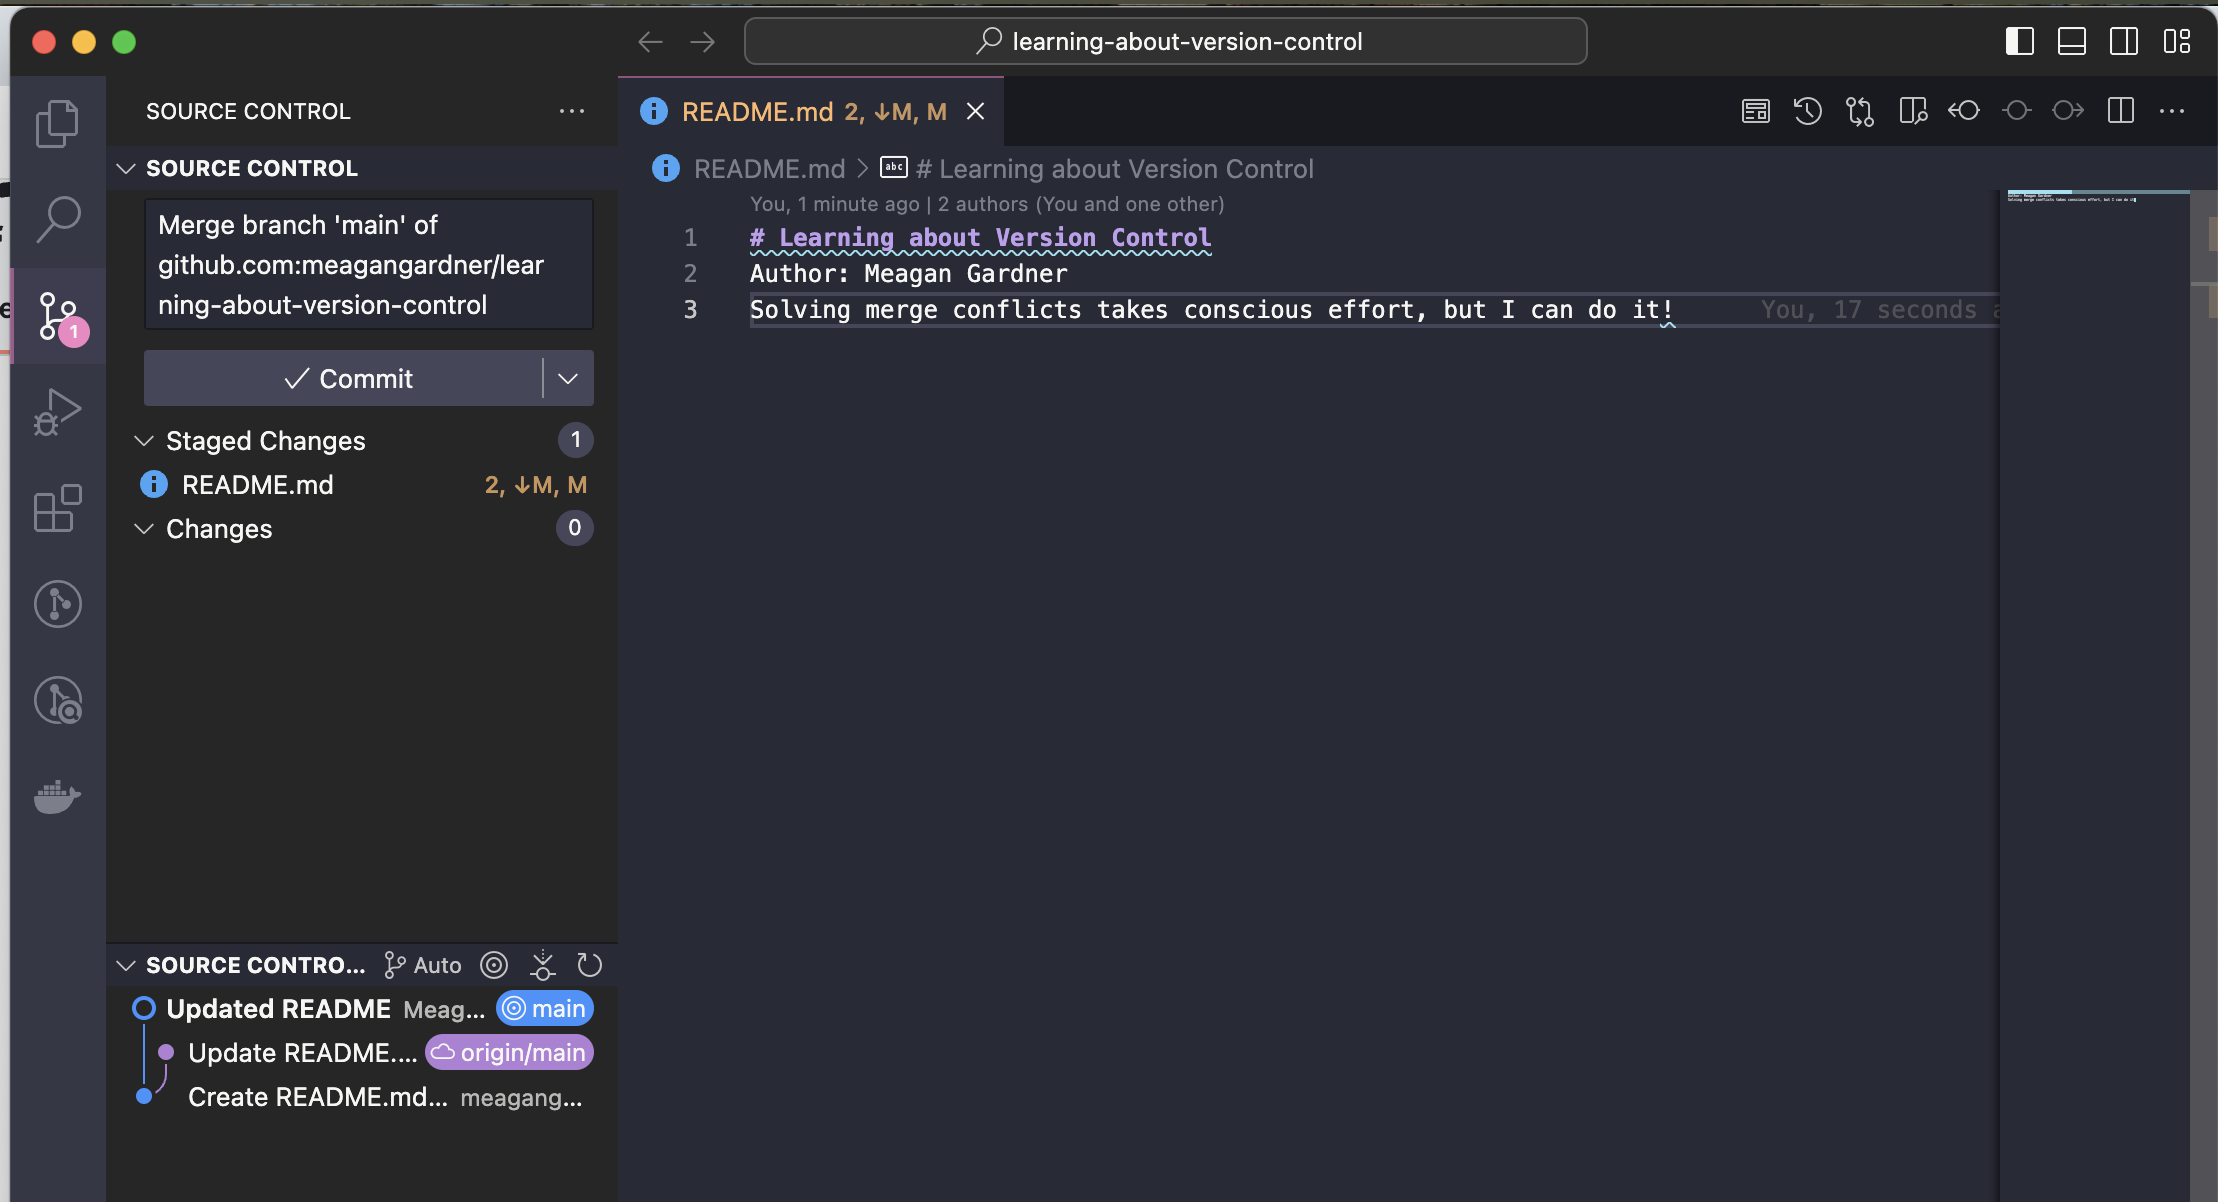 learning-about-version-control
SOURCE CONTROL
SOURCE CONTROL
Merge branch 'main' of
github.com:meagangardner/lear
ning-about-version-control
Commit
Staged Changes 1
README.md 2, ↓M, M
Changes 0
1
SOURCE CONTRO... Auto
Updated README Meag... main
Update README.... origin/main
Create README.md... meagang...
README.md 2, ↓M, M
README.md > abc # Learning about Version Control
You, 1 minute ago | 2 authors (You and one other)
1 # Learning about Version Control
2 Author: Meagan Gardner
3 Solving merge conflicts takes conscious effort, but I can do it! You, 17 seconds a